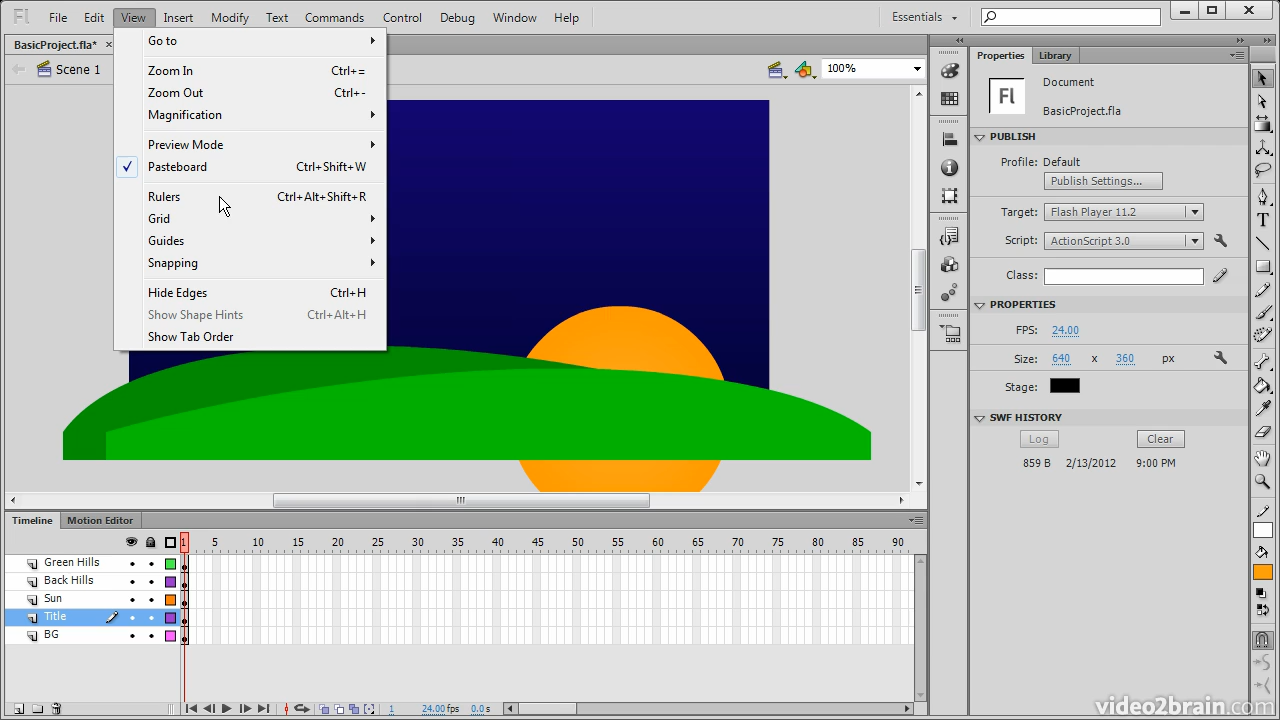 Fl File Edit View Insert Modify Text Commands Control Debug Window Help Essentials
BasicProject.fla* ×
Scene 1
100%
Go to
Zoom In Ctrl+=
Zoom Out Ctrl+-
Magnification
Preview Mode
Pasteboard Ctrl+Shift+W
Rulers Ctrl+Alt+Shift+R
Grid
Guides
Snapping
Hide Edges Ctrl+H
Show Shape Hints Ctrl+Alt+H
Show Tab Order
Properties Library
Fl
Document
BasicProject.fla
PUBLISH
Profile: Default
Publish Settings...
Target: Flash Player 11.2
Script: ActionScript 3.0
Class:
PROPERTIES
FPS: 24.00
Size: 640 x 360 px
Stage:
SWF HISTORY
Log Clear
859 B 2/13/2012 9:00 PM
T
Timeline Motion Editor
1 5 10 15 20 25 30 35 40 45 50 55 60 65 70 75 80 85 90
Green Hills
Back Hills
Sun
Title
BG
1 24.00 fps 0.0 s
video2brain.com